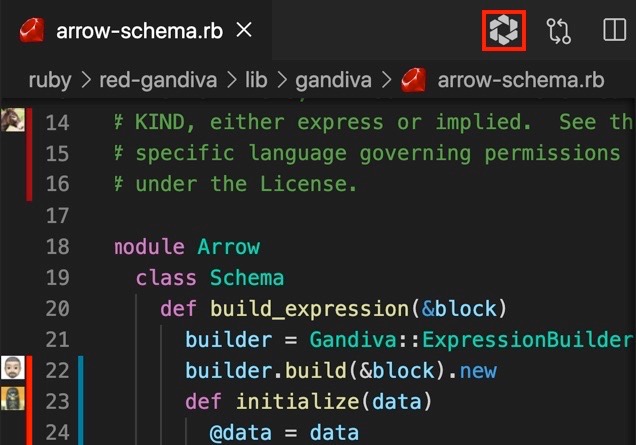 arrow-schema.rb
ruby > red-gandiva > lib > gandiva > arrow-schema.rb
14 # KIND, either express or implied.  See th
15 # specific language governing permissions
16 # under the License.
17
18 module Arrow
19 class Schema
20 def build_expression(&block)
21 builder = Gandiva::ExpressionBuilder
22 builder.build(&block).new
23 def initialize(data)
24 @data = data